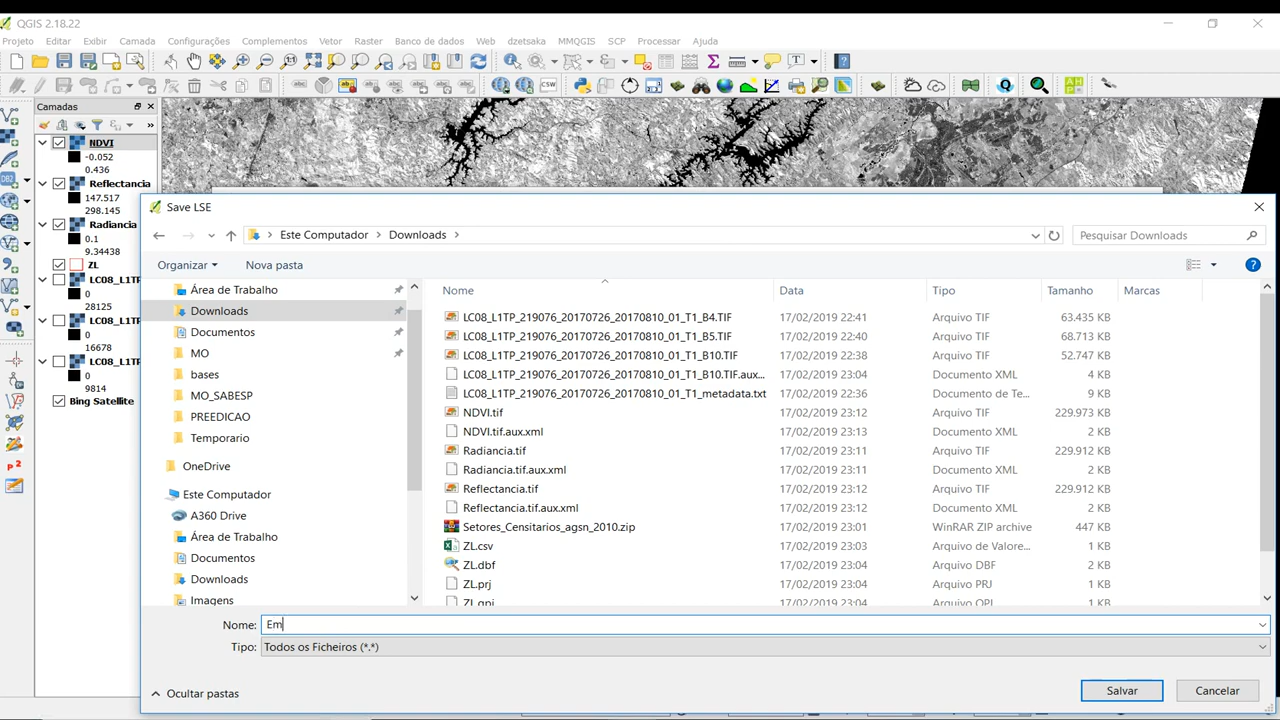 QGIS 2.18.22
Projeto Editar Exibir Camada Configurações Complementos Vetor Raster Banco de dados Web dzetsaka MMQGIS SCP Processar Ajuda
Camadas
NDVI
-0.052
0.436
Reflectancia
147.517
298.145
Radiancia
0.1
9.34438
ZL
LC08_L1TP
0
28125
LC08_L1TP
0
16678
LC08_L1TP
0
9814
Bing Satellite
Save LSE
Este Computador > Downloads >
Pesquisar Downloads
Organizar Nova pasta
Área de Trabalho
Downloads
Documentos
MO
bases
MO_SABESP
PREEDICAO
Temporario
OneDrive
Este Computador
A360 Drive
Área de Trabalho
Documentos
Downloads
Imagens
Nome Data Tipo Tamanho Marcas
LC08_L1TP_219076_20170726_20170810_01_T1_B4.TIF 17/02/2019 22:41 Arquivo TIF 63.435 KB
LC08_L1TP_219076_20170726_20170810_01_T1_B5.TIF 17/02/2019 22:40 Arquivo TIF 68.713 KB
LC08_L1TP_219076_20170726_20170810_01_T1_B10.TIF 17/02/2019 22:38 Arquivo TIF 52.747 KB
LC08_L1TP_219076_20170726_20170810_01_T1_B10.TIF.aux... 17/02/2019 23:04 Documento XML 4 KB
LC08_L1TP_219076_20170726_20170810_01_T1_metadata.txt 17/02/2019 22:36 Documento de Te... 9 KB
NDVI.tif 17/02/2019 23:12 Arquivo TIF 229.973 KB
NDVI.tif.aux.xml 17/02/2019 23:13 Documento XML 2 KB
Radiancia.tif 17/02/2019 23:11 Arquivo TIF 229.912 KB
Radiancia.tif.aux.xml 17/02/2019 23:11 Documento XML 2 KB
Reflectancia.tif 17/02/2019 23:12 Arquivo TIF 229.912 KB
Reflectancia.tif.aux.xml 17/02/2019 23:12 Documento XML 2 KB
Setores_Censitarios_agsn_2010.zip 17/02/2019 23:01 WinRAR ZIP archive 447 KB
ZL.csv 17/02/2019 23:03 Arquivo de Valore... 1 KB
ZL.dbf 17/02/2019 23:04 Arquivo DBF 2 KB
ZL.prj 17/02/2019 23:04 Arquivo PRJ 1 KB
ZL.qpj 17/02/2019 23:04 Arquivo QPJ 1 KB
Nome: Em
Tipo: Todos os Ficheiros (*.*)
Ocultar pastas
Salvar Cancelar